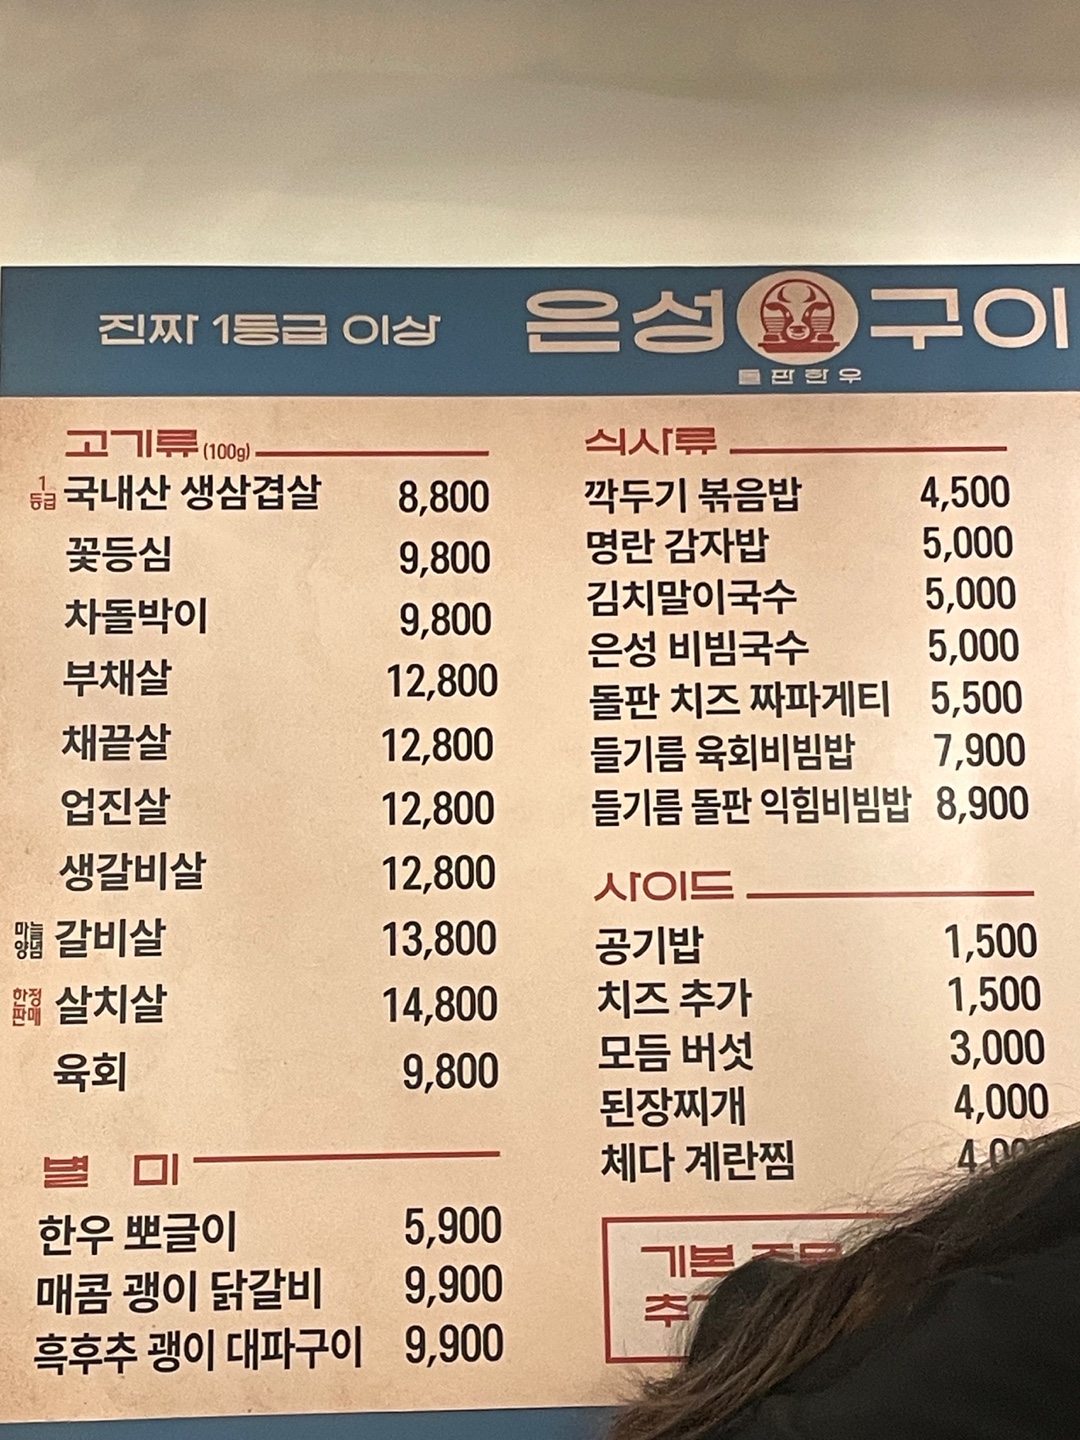 진짜 1등급 이상
은성구이
돌판한우
고기류(100g)
1등급 국내산 생삼겹살 8,800
꽃등심 9,800
차돌박이 9,800
부채살 12,800
채끝살 12,800
업진살 12,800
생갈비살 12,800
마늘양념 갈비살 13,800
한정판매 살치살 14,800
육회 9,800
별 미
한우 뽀글이 5,900
매콤 괭이 닭갈비 9,900
흑후추 괭이 대파구이 9,900
식사류
깍두기 볶음밥 4,500
명란 감자밥 5,000
김치말이국수 5,000
은성 비빔국수 5,000
돌판 치즈 짜파게티 5,500
들기름 육회비빔밥 7,900
들기름 돌판 익힘비빔밥 8,900
사이드
공기밥 1,500
치즈 추가 1,500
모듬 버섯 3,000
된장찌개 4,000
체다 계란찜
기본